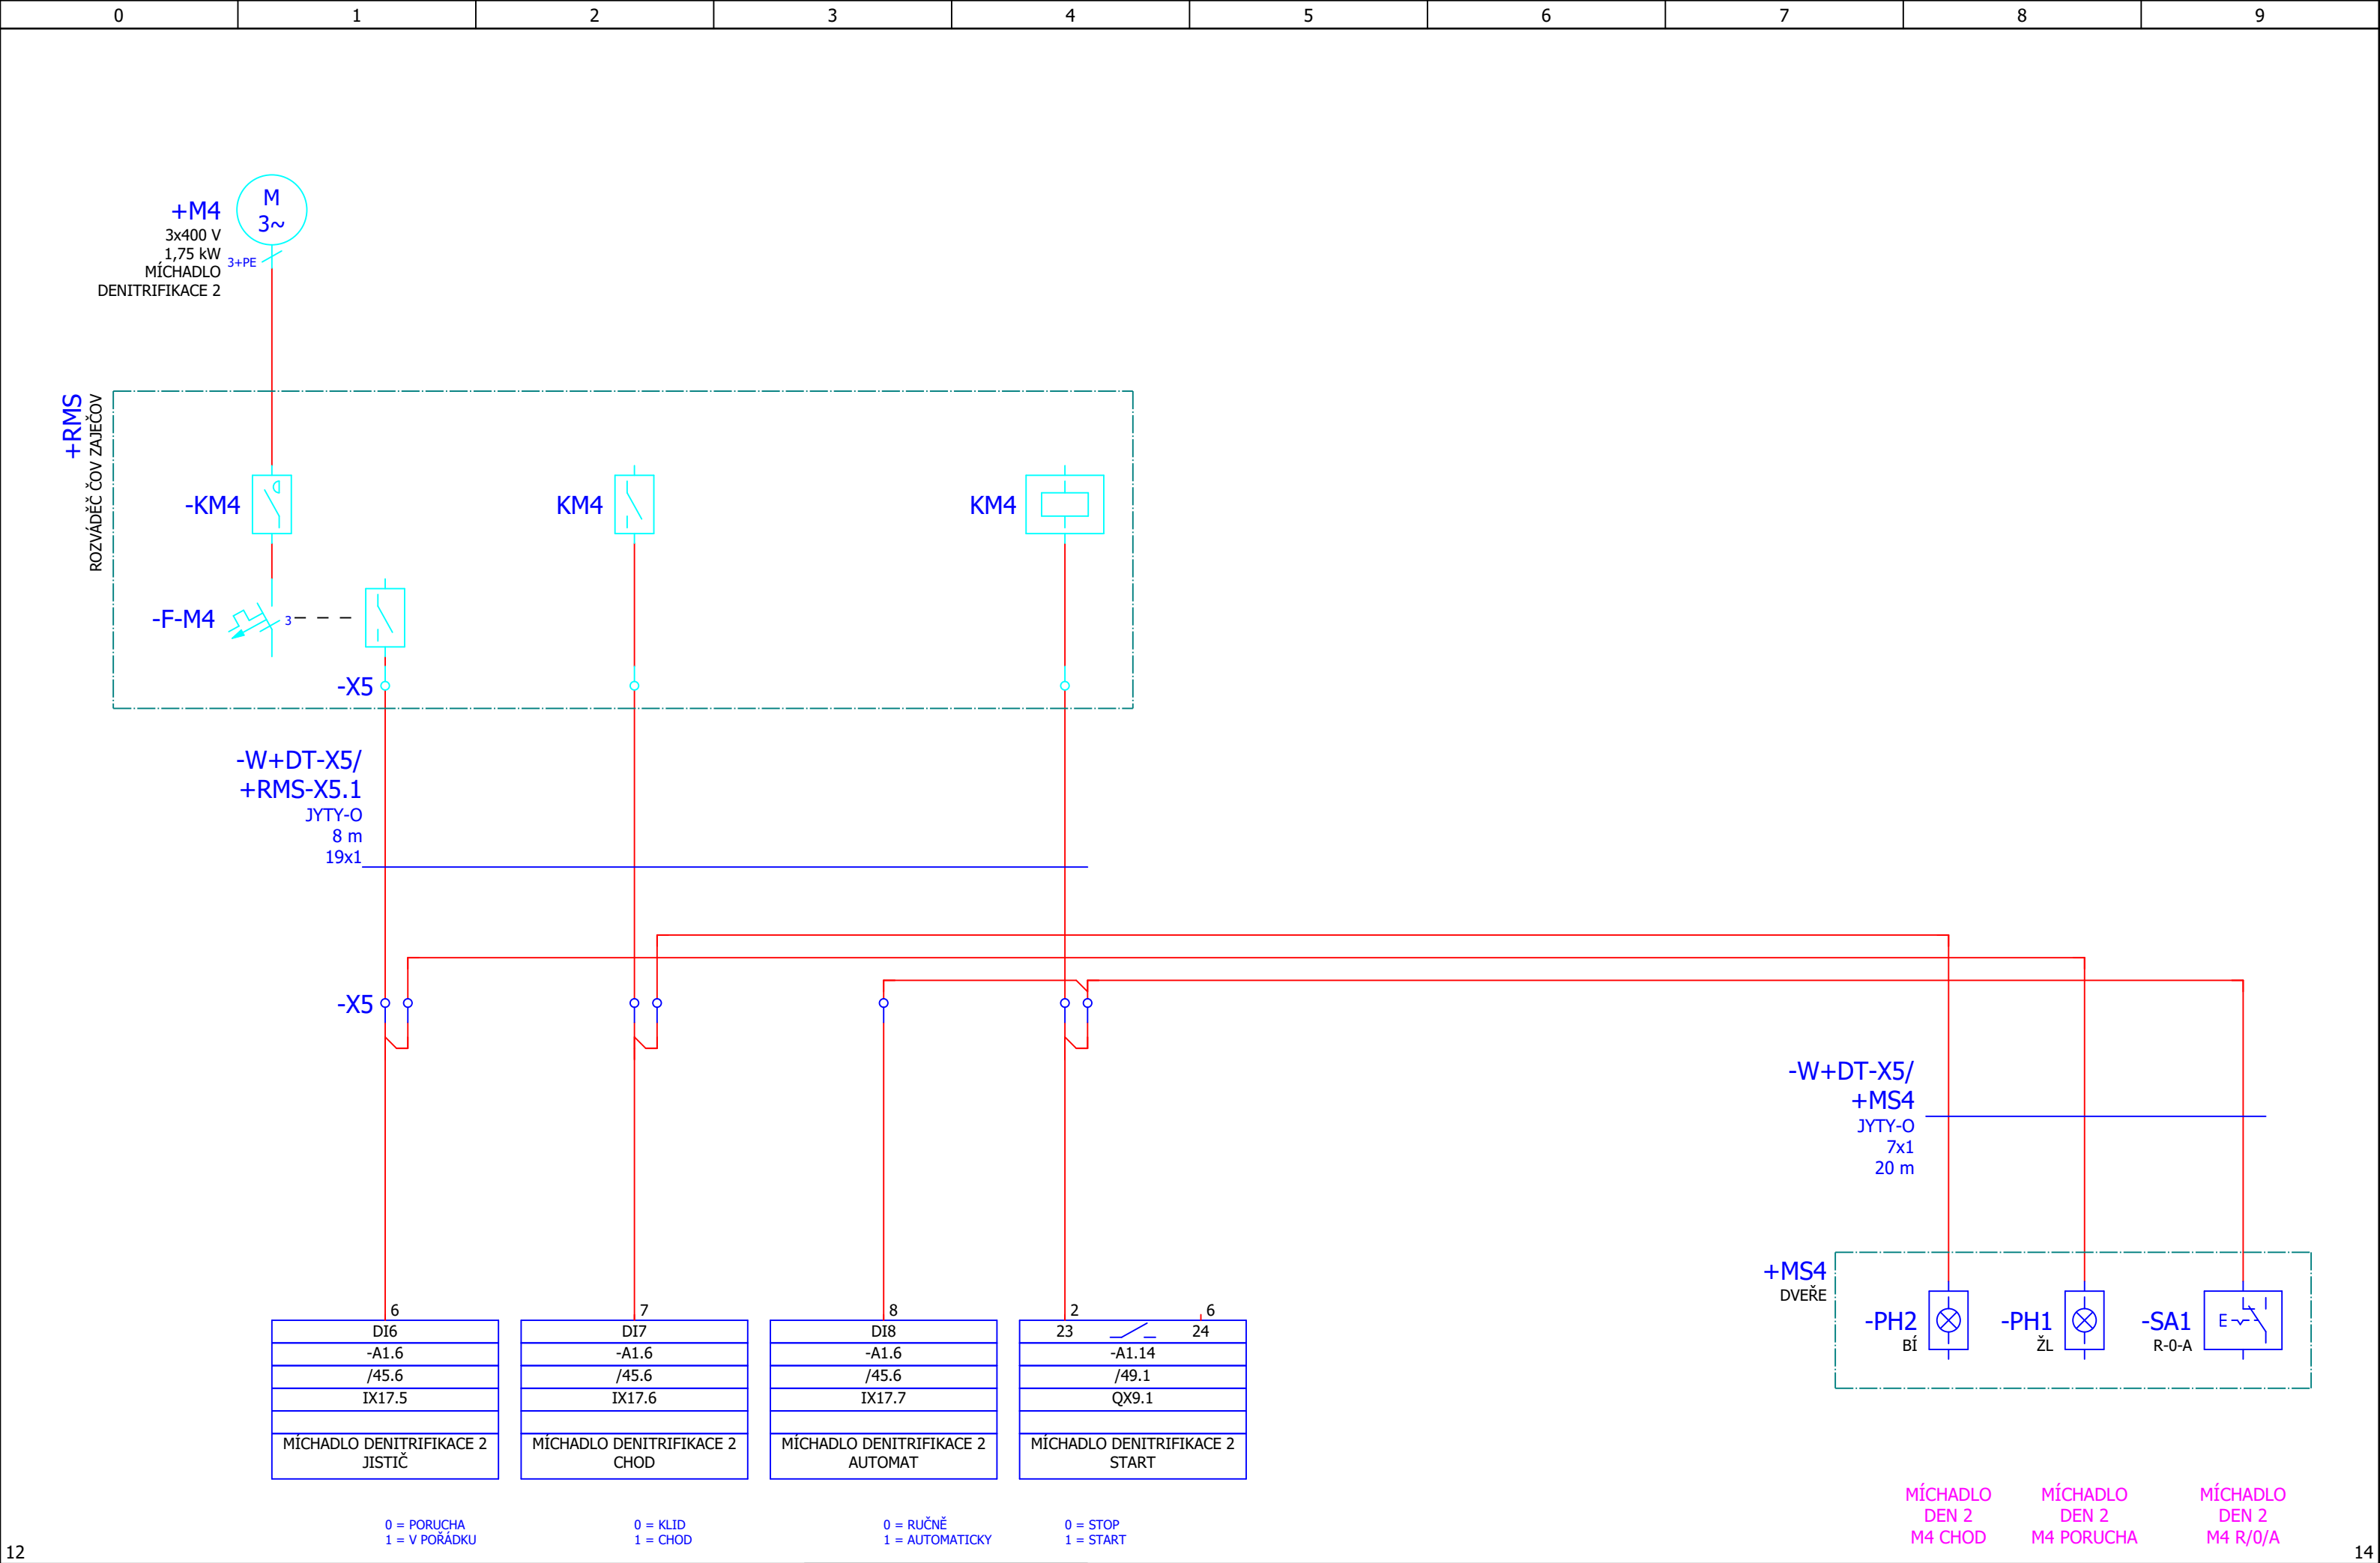 0 1 2 3 4 5 6 7 8 9
M
3~
+M4
3x400 V
1,75 kW
MÍCHADLO
DENITRIFIKACE 2
3+PE
+RMS
ROZVÁDĚČ ČOV ZAJEČOV
-KM4
KM4
KM4
-F-M4
3
-X5
-W+DT-X5/
+RMS-X5.1
JYTY-O
8 m
19x1
-X5
-W+DT-X5/
+MS4
JYTY-O
7x1
20 m
+MS4
DVEŘE
-PH2
BÍ
-PH1
ŽL
-SA1
R-0-A
E
6
DI6
-A1.6
/45.6
IX17.5
MÍCHADLO DENITRIFIKACE 2
JISTIČ
7
DI7
-A1.6
/45.6
IX17.6
MÍCHADLO DENITRIFIKACE 2
CHOD
8
DI8
-A1.6
/45.6
IX17.7
MÍCHADLO DENITRIFIKACE 2
AUTOMAT
2 6
23 24
-A1.14
/49.1
QX9.1
MÍCHADLO DENITRIFIKACE 2
START
0 = PORUCHA
1 = V POŘÁDKU
0 = KLID
1 = CHOD
0 = RUČNĚ
1 = AUTOMATICKY
0 = STOP
1 = START
MÍCHADLO
DEN 2
M4 CHOD
MÍCHADLO
DEN 2
M4 PORUCHA
MÍCHADLO
DEN 2
M4 R/0/A
12
14